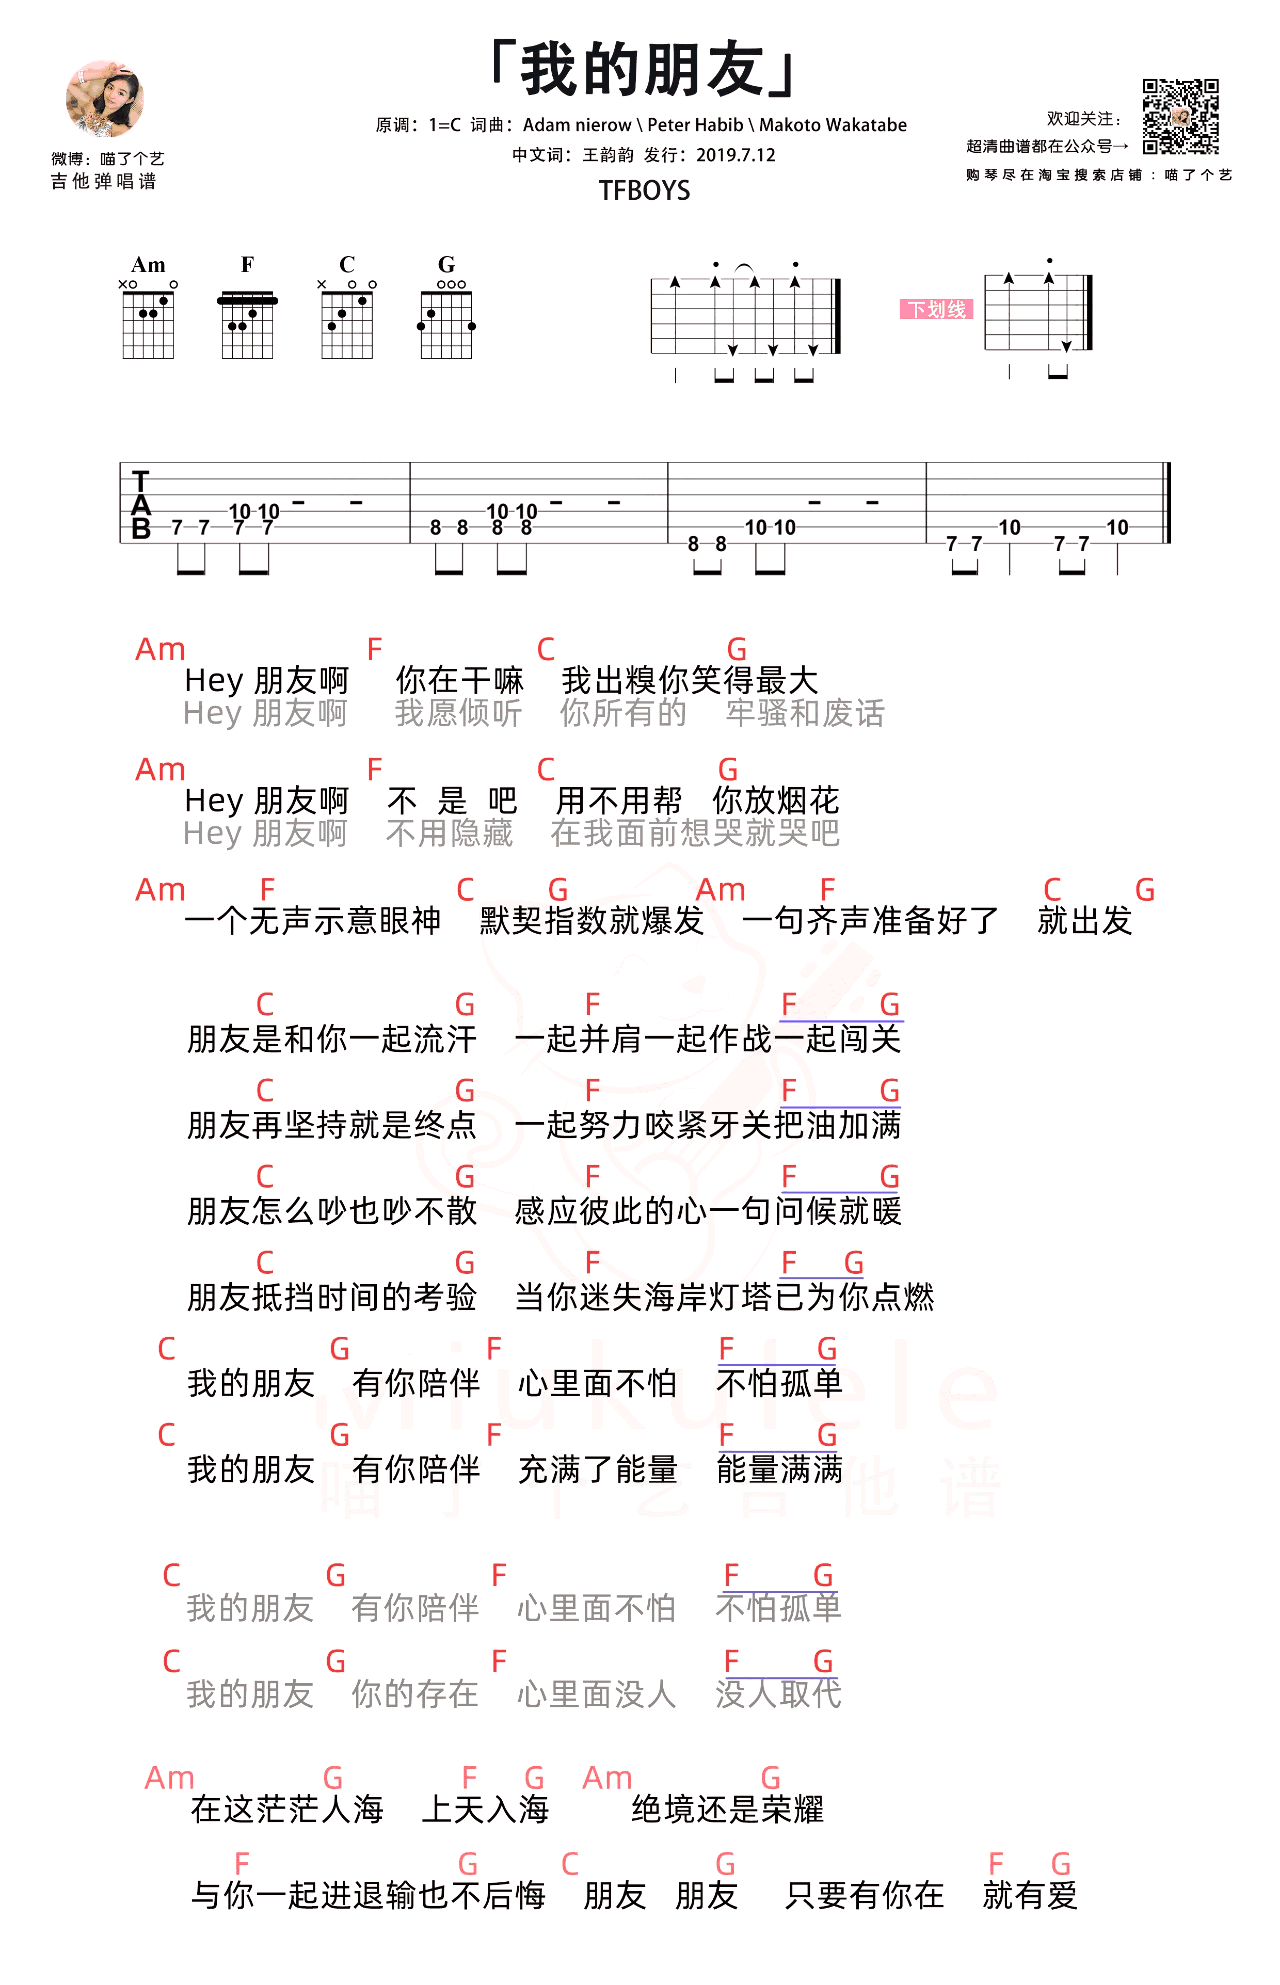 「我的朋友」
原调：1=C 词曲：Adam nierow \ Peter Habib \ Makoto Wakatabe
中文词：王韵韵 发行：2019.7.12
TFBOYS
微博：喵了个艺
吉他弹唱谱
欢迎关注：
超清曲谱都在公众号→
购琴尽在淘宝搜索店铺：喵了个艺
Am F C G
下划线
T A B
7 7 10 7 10 7 - - 8 8 10 8 10 8 - - 8 8 10 10 - - 7 7 10 7 7 10
Am F C G
Hey 朋友啊 你在干嘛 我出糗你笑得最大
Hey 朋友啊 我愿倾听 你所有的 牢骚和废话
Am F C G
Hey 朋友啊 不 是 吧 用不用帮 你放烟花
Hey 朋友啊 不用隐藏 在我面前想哭就哭吧
Am F C G Am F C G
一个无声示意眼神 默契指数就爆发 一句齐声准备好了 就出发
C G F F G
朋友是和你一起流汗 一起并肩一起作战一起闯关
C G F F G
朋友再坚持就是终点 一起努力咬紧牙关把油加满
C G F F G
朋友怎么吵也吵不散 感应彼此的心一句问候就暖
C G F F G
朋友抵挡时间的考验 当你迷失海岸灯塔已为你点燃
C G F F G
我的朋友 有你陪伴 心里面不怕 不怕孤单
Miukulele
C G F F G
我的朋友 有你陪伴 充满了能量 能量满满
喵了个艺吉他谱
C G F F G
我的朋友 有你陪伴 心里面不怕 不怕孤单
C G F F G
我的朋友 你的存在 心里面没人 没人取代
Am G F G Am G
在这茫茫人海 上天入海 绝境还是荣耀
F G C G F G
与你一起进退输也不后悔 朋友 朋友 只要有你在 就有爱